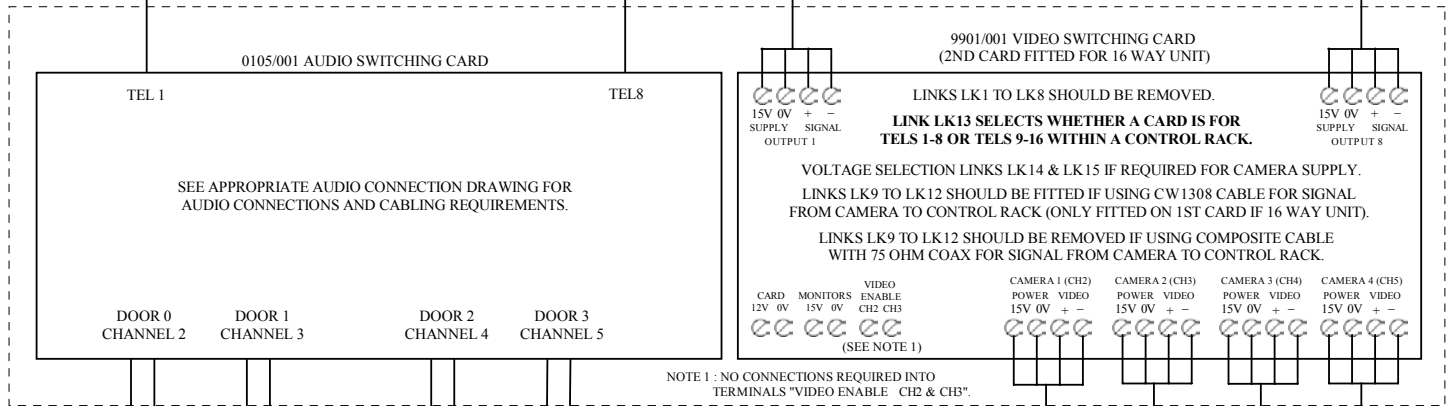 0105/001 AUDIO SWITCHING CARD
TEL 1
TEL8
SEE APPROPRIATE AUDIO CONNECTION DRAWING FOR
AUDIO CONNECTIONS AND CABLING REQUIREMENTS.
DOOR 0
CHANNEL 2
DOOR 1
CHANNEL 3
DOOR 2
CHANNEL 4
DOOR 3
CHANNEL 5
9901/001 VIDEO SWITCHING CARD
(2ND CARD FITTED FOR 16 WAY UNIT)
15V 0V + −
SUPPLY SIGNAL
OUTPUT 1
LINKS LK1 TO LK8 SHOULD BE REMOVED.
LINK LK13 SELECTS WHETHER A CARD IS FOR
TELS 1-8 OR TELS 9-16 WITHIN A CONTROL RACK.
15V 0V + −
SUPPLY SIGNAL
OUTPUT 8
VOLTAGE SELECTION LINKS LK14 & LK15 IF REQUIRED FOR CAMERA SUPPLY.
LINKS LK9 TO LK12 SHOULD BE FITTED IF USING CW1308 CABLE FOR SIGNAL
FROM CAMERA TO CONTROL RACK (ONLY FITTED ON 1ST CARD IF 16 WAY UNIT).
LINKS LK9 TO LK12 SHOULD BE REMOVED IF USING COMPOSITE CABLE
WITH 75 OHM COAX FOR SIGNAL FROM CAMERA TO CONTROL RACK.
CARD
12V 0V
MONITORS
15V 0V
VIDEO
ENABLE
CH2 CH3
(SEE NOTE 1)
CAMERA 1 (CH2)
POWER VIDEO
15V 0V + −
CAMERA 2 (CH3)
POWER VIDEO
15V 0V + −
CAMERA 3 (CH4)
POWER VIDEO
15V 0V + −
CAMERA 4 (CH5)
POWER VIDEO
15V 0V + −
NOTE 1 : NO CONNECTIONS REQUIRED INTO
TERMINALS "VIDEO ENABLE CH2 & CH3".